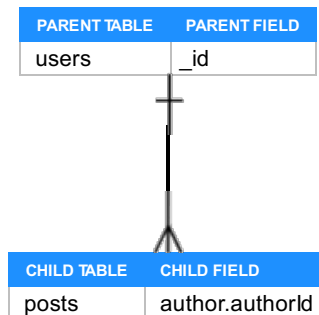 PARENT TABLE PARENT FIELD
users _id
CHILD TABLE CHILD FIELD
posts author.authorId